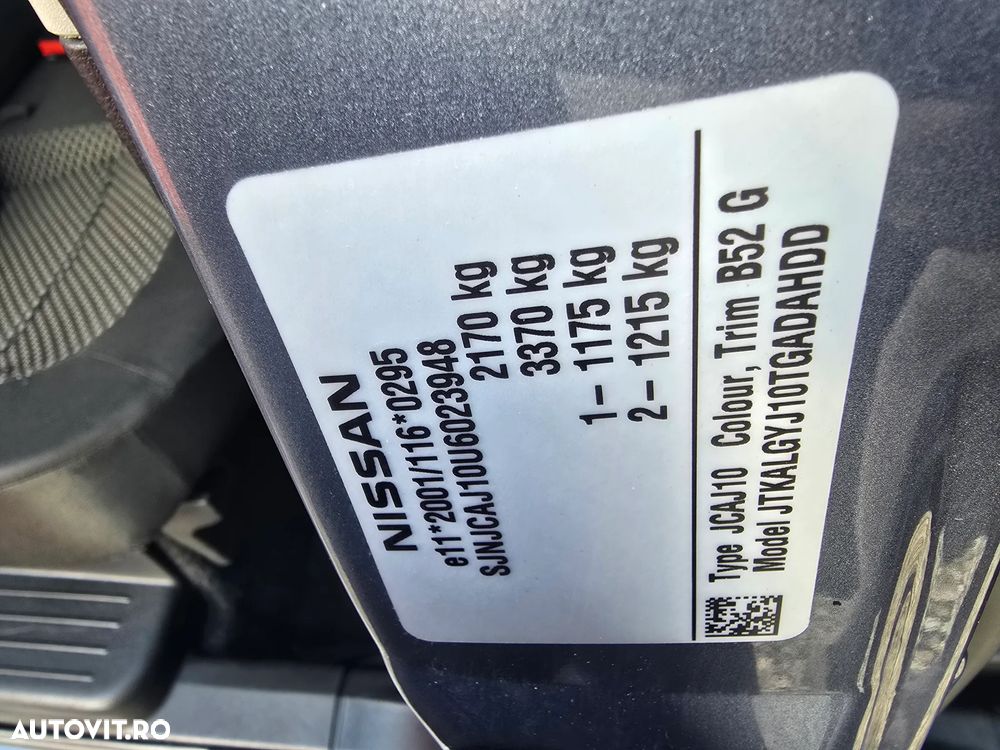 NISSAN
e11*2001/116*0295
SJNJCAJ10U6023948
2170 kg
3370 kg
1- 1175 kg
2- 1215 kg
Type JCAJ10 Colour, Trim B52 G
Model JTKALGYJ10TGADAHDD
AUTOVIT.RO